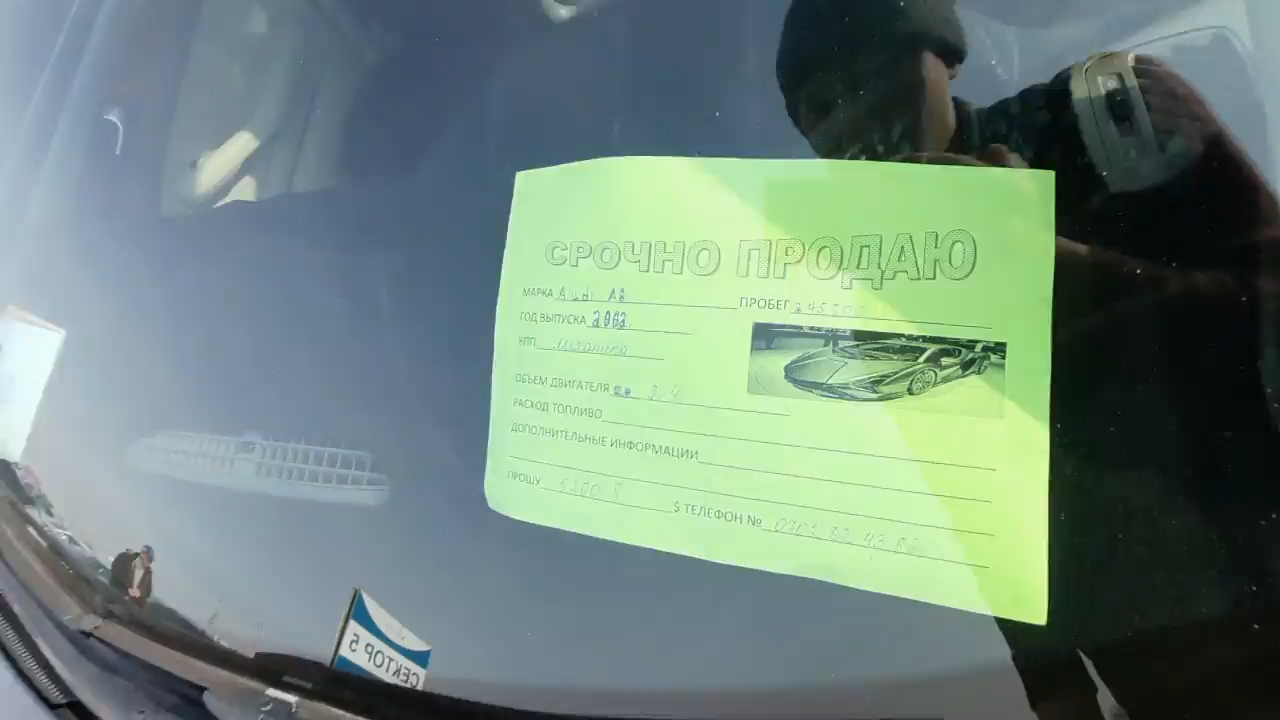 СРОЧНО ПРОДАЮ
МАРКА Audi A8 ПРОБЕГ
ГОД ВЫПУСКА 2002
КПП механика
ОБЪЕМ ДВИГАТЕЛЯ
РАСХОД ТОПЛИВО
ДОПОЛНИТЕЛЬНЫЕ ИНФОРМАЦИИ
ПРОШУ $ ТЕЛЕФОН №
СЕКТОР 5